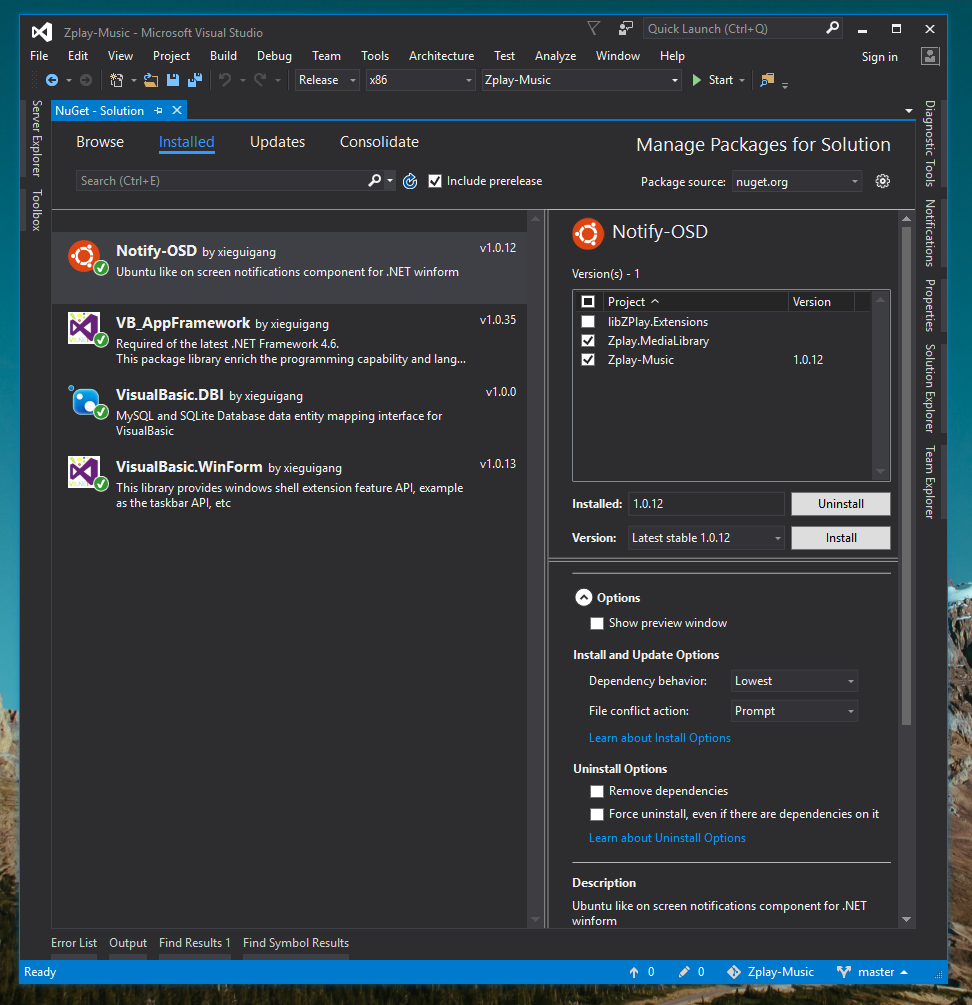 Zplay-Music - Microsoft Visual Studio
Quick Launch (Ctrl+Q)
File Edit View Project Build Debug Team Tools Architecture Test Analyze Window Help Sign in
Release x86 Zplay-Music Start
Server Explorer
Toolbox
NuGet - Solution
Browse Installed Updates Consolidate
Manage Packages for Solution
Search (Ctrl+E) Include prerelease
Package source: nuget.org
Notify-OSD by xieguigang v1.0.12
Ubuntu like on screen notifications component for .NET winform
VB_AppFramework by xieguigang v1.0.35
Required of the latest .NET Framework 4.6.
This package library enrich the programming capability and lang...
VisualBasic.DBI by xieguigang v1.0.0
MySQL and SQLite Database data entity mapping interface for
VisualBasic
VisualBasic.WinForm by xieguigang v1.0.13
This library provides windows shell extension feature API, example
as the taskbar API, etc
Notify-OSD
Version(s) - 1
Project Version
libZPlay.Extensions
Zplay.MediaLibrary
Zplay-Music 1.0.12
Installed: 1.0.12 Uninstall
Version: Latest stable 1.0.12 Install
Options
Show preview window
Install and Update Options
Dependency behavior: Lowest
File conflict action: Prompt
Learn about Install Options
Uninstall Options
Remove dependencies
Force uninstall, even if there are dependencies on it
Learn about Uninstall Options
Description
Ubuntu like on screen notifications component for .NET
winform
Diagnostic Tools
Notifications
Properties
Solution Explorer
Team Explorer
Error List Output Find Results 1 Find Symbol Results
Ready 0 0 Zplay-Music master